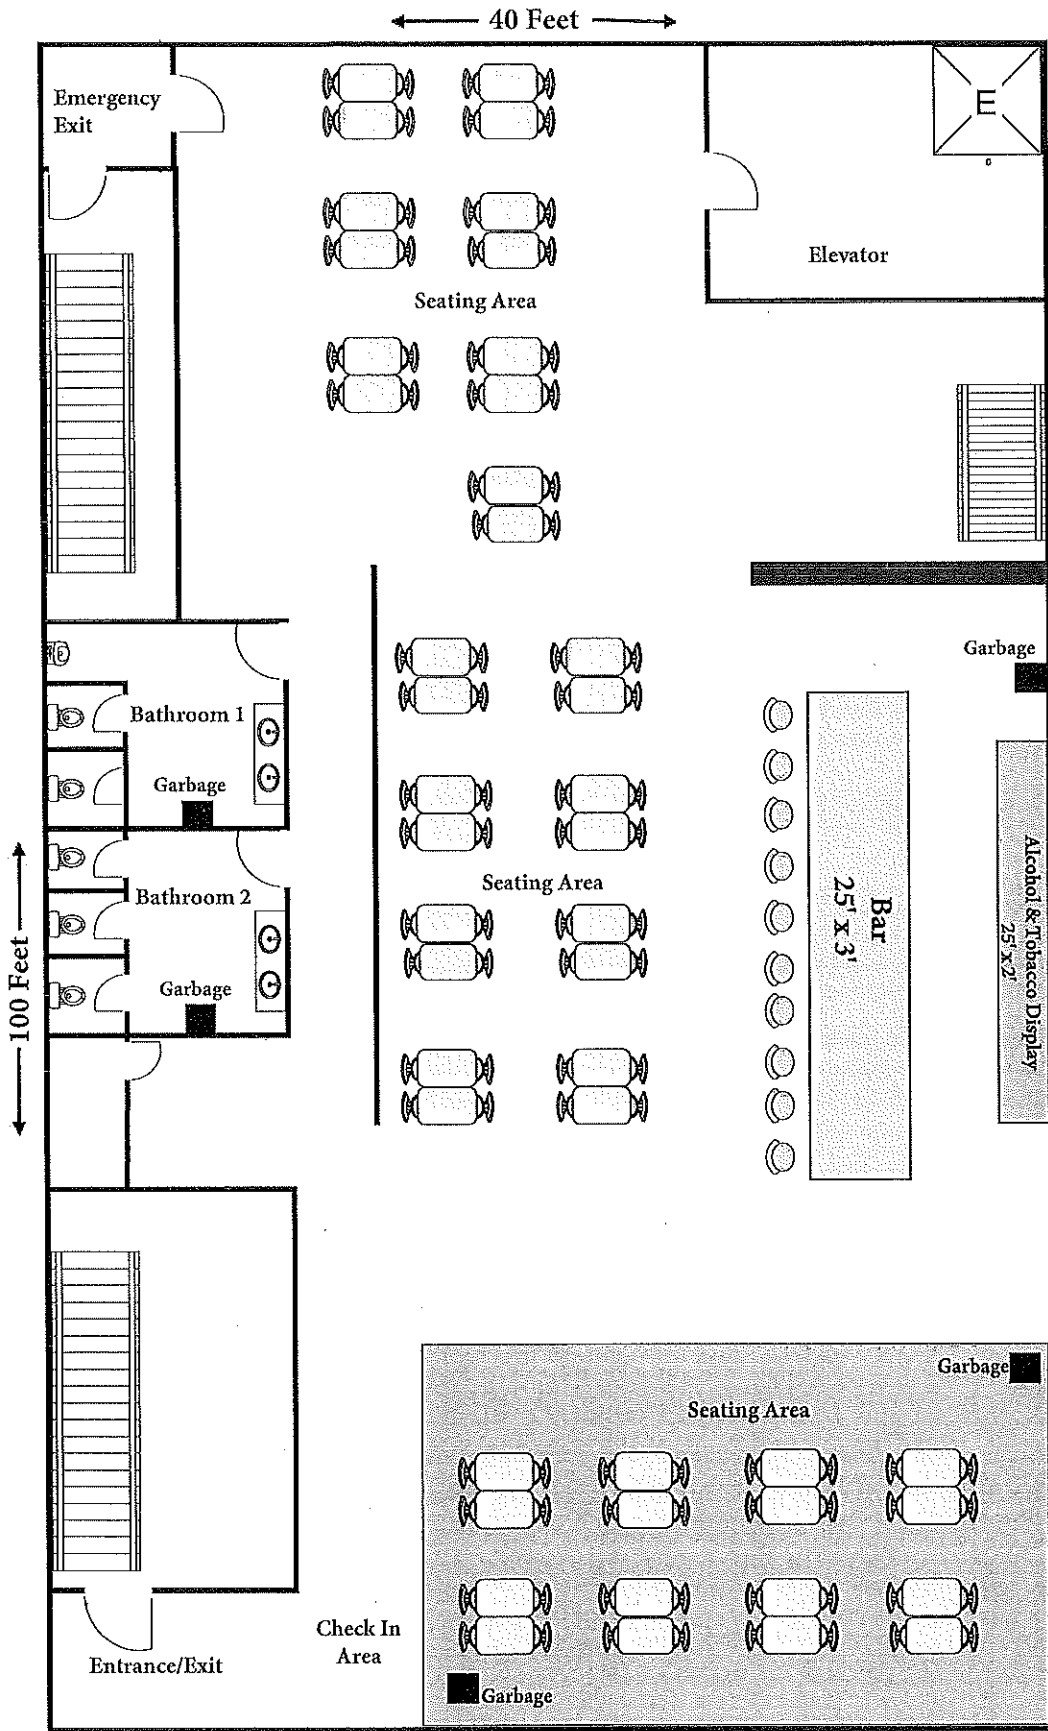 40 Feet
Emergency
Exit
E
Elevator
Seating Area
Garbage
Bathroom 1
Garbage
Bathroom 2
Garbage
Seating Area
Bar
25' x 3'
Alcohol & Tobacco Display
25' x 2'
100 Feet
Garbage
Seating Area
Check In
Area
Entrance/Exit
Garbage